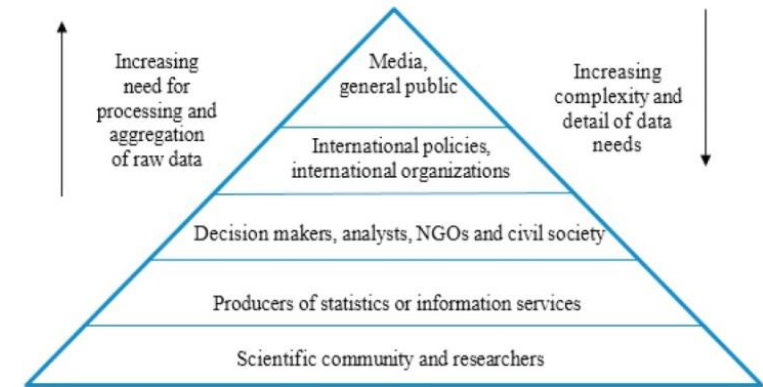 Increasing
need for
processing and
aggregation
of raw data
Media,
general public
Increasing
complexity and
detail of data
needs
International policies,
international organizations
Decision makers, analysts, NGOs and civil society
Producers of statistics or information services
Scientific community and researchers